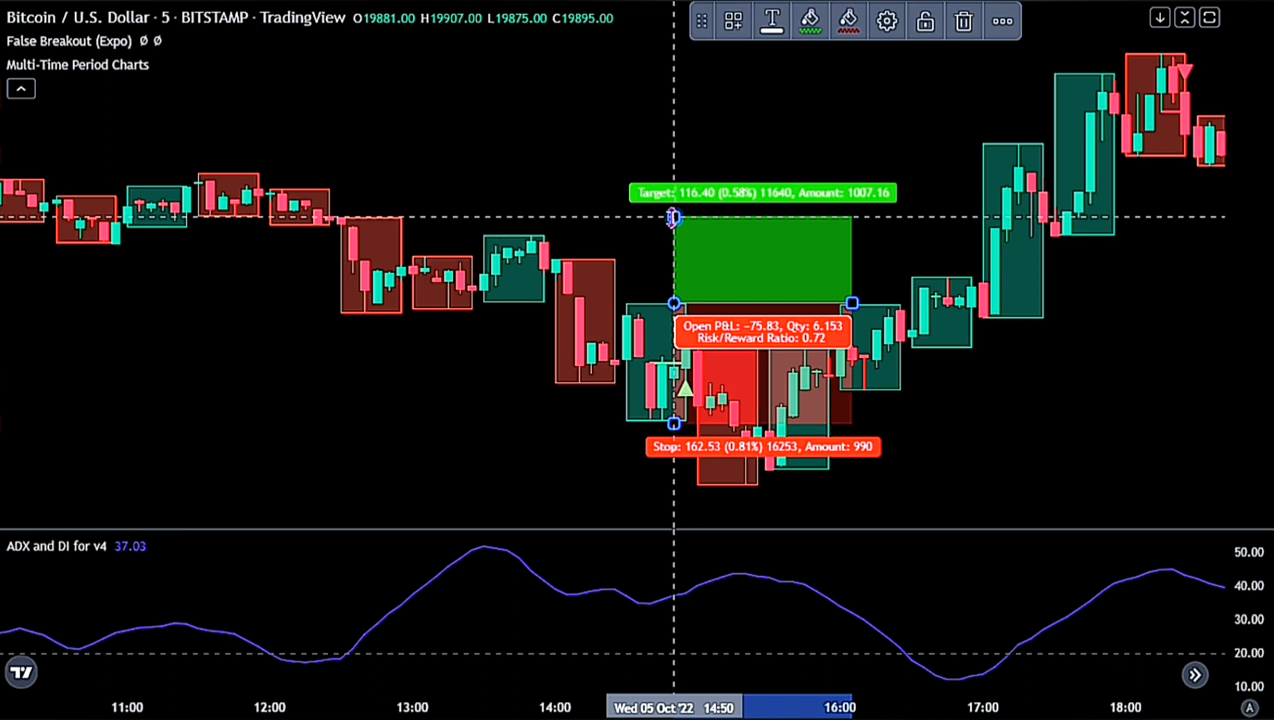 Bitcoin / U.S. Dollar · 5 · BITSTAMP · TradingView O19881.00 H19907.00 L19875.00 C19895.00
False Breakout (Expo) Ø Ø
Multi-Time Period Charts
T
Target: 116.40 (0.58%) 11640, Amount: 1007.16
Open P&L: −75.83, Qty: 6.153
Risk/Reward Ratio: 0.72
Stop: 162.53 (0.81%) 16253, Amount: 990
ADX and DI for v4 37.03
50.00
40.00
30.00
20.00
10.00
11:00 12:00 13:00 14:00 Wed 05 Oct '22 14:50 16:00 17:00 18:00 A